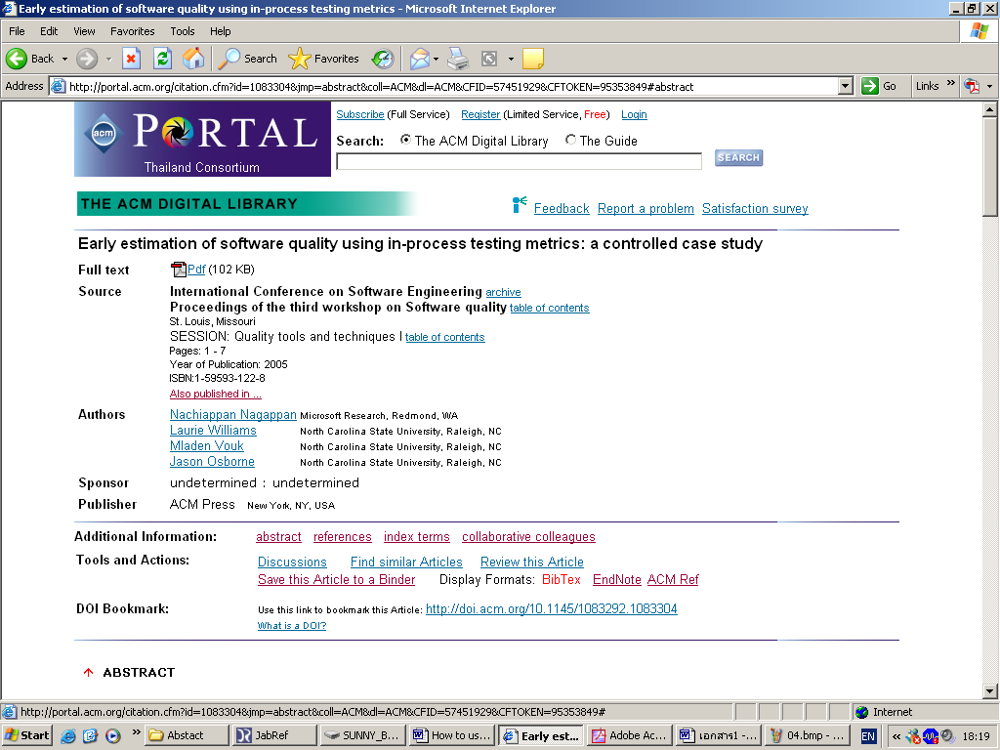 Early estimation of software quality using in-process testing metrics - Microsoft Internet Explorer
File Edit View Favorites Tools Help
Back Search Favorites
Address http://portal.acm.org/citation.cfm?id=1083304&jmp=abstract&coll=ACM&dl=ACM&CFID=57451929&CFTOKEN=95353849#abstract Go Links »
acm PORTAL
Thailand Consortium
Subscribe (Full Service) Register (Limited Service, Free) Login
Search: The ACM Digital Library The Guide
SEARCH
THE ACM DIGITAL LIBRARY
Feedback Report a problem Satisfaction survey
Early estimation of software quality using in-process testing metrics: a controlled case study
Full text Pdf (102 KB)
Source International Conference on Software Engineering archive
Proceedings of the third workshop on Software quality table of contents
St. Louis, Missouri
SESSION: Quality tools and techniques I table of contents
Pages: 1 - 7
Year of Publication: 2005
ISBN:1-59593-122-8
Also published in ...
Authors Nachiappan Nagappan Microsoft Research, Redmond, WA
Laurie Williams North Carolina State University, Raleigh, NC
Mladen Vouk North Carolina State University, Raleigh, NC
Jason Osborne North Carolina State University, Raleigh, NC
Sponsor undetermined : undetermined
Publisher ACM Press New York, NY, USA
Additional Information: abstract references index terms collaborative colleagues
Tools and Actions: Discussions Find similar Articles Review this Article
Save this Article to a Binder Display Formats: BibTex EndNote ACM Ref
DOI Bookmark: Use this link to bookmark this Article: http://doi.acm.org/10.1145/1083292.1083304
What is a DOI?
ABSTRACT
http://portal.acm.org/citation.cfm?id=1083304&jmp=abstract&coll=ACM&dl=ACM&CFID=57451929&CFTOKEN=95353849# Internet
Start » Abstact JabRef SUNNY_B... How to us... Early est... Adobe Ac... เอกสาร1 -... 04.bmp -... EN « 18:19